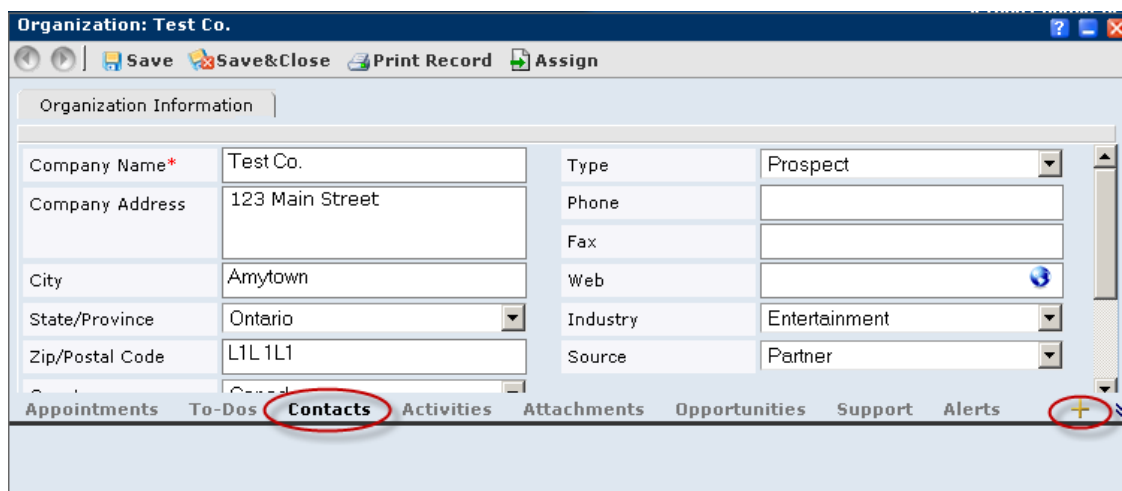 Organization: Test Co.
Save Save&Close Print Record Assign
Organization Information
Company Name* Test Co. Type Prospect
Company Address 123 Main Street Phone
Fax
City Amytown Web
State/Province Ontario Industry Entertainment
Zip/Postal Code L1L 1L1 Source Partner
Appointments To-Dos Contacts Activities Attachments Opportunities Support Alerts